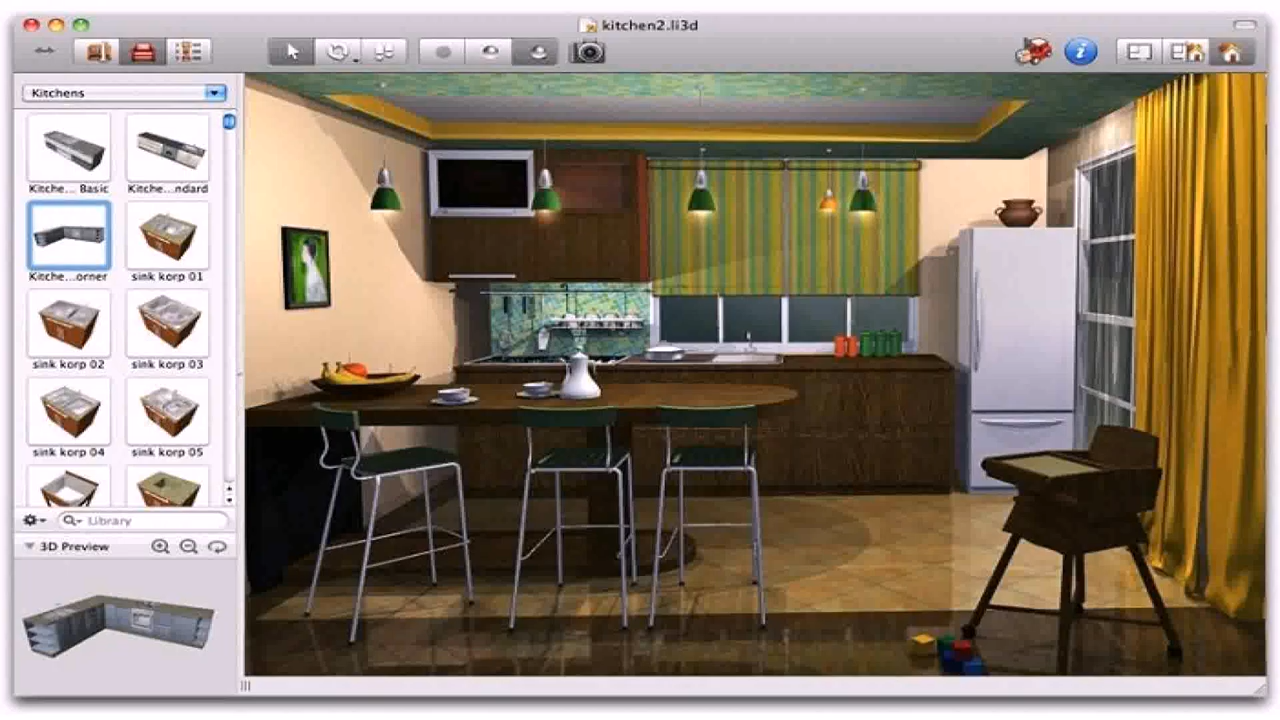 kitchen2.li3d
Kitchens
Kitche... Basic
Kitche...ndard
Kitche...orner
sink korp 01
sink korp 02
sink korp 03
sink korp 04
sink korp 05
Library
3D Preview